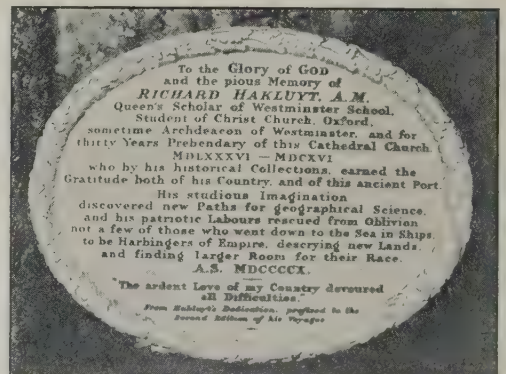 To the Glory of GOD
and the pious Memory of
RICHARD HAKLUYT, A.M.
Queen's Scholar of Westminster School,
Student of Christ Church, Oxford,
sometime Archdeacon of Westminster, and for
thirty Years Prebendary of this Cathedral Church,
MDLXXXVI — MDCXVI
who by his historical Collections, earned the
Gratitude both of his Country, and of this ancient Port.
His studious Imagination
discovered new Paths for geographical Science,
and his patriotic Labours rescued from Oblivion
not a few of those who went down to the Sea in Ships,
to be Harbingers of Empire, descrying new Lands,
and finding larger Room for their Race.
A.S. MDCCCCX.
"The ardent Love of my Country devoured
all Difficulties."
From Hakluyt's Dedication, prefixed to the
Second Edition of his Voyages